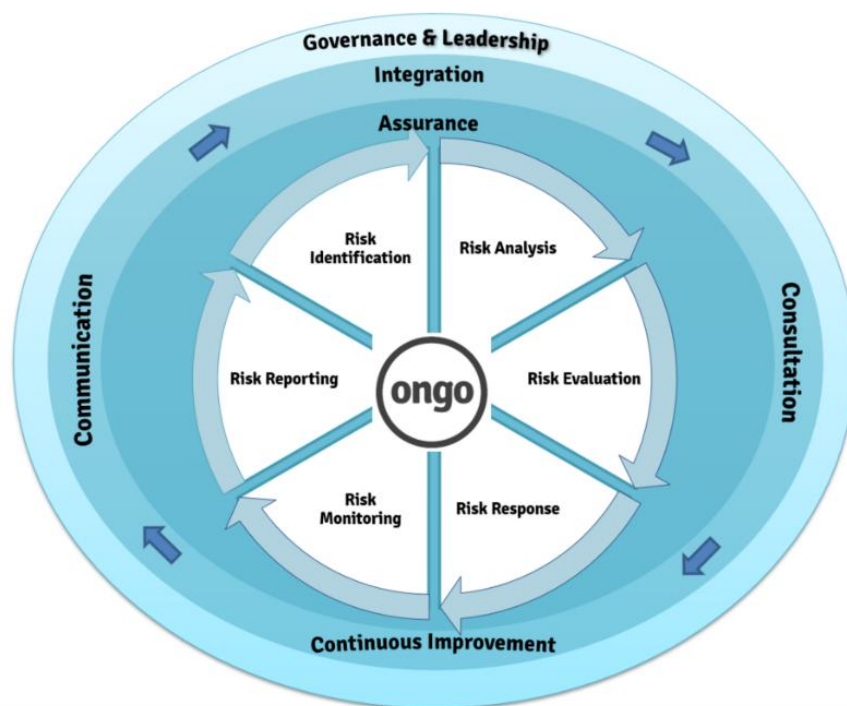 Governance & Leadership
Integration
Assurance
Risk
Identification
Risk Analysis
Communication
Consultation
Risk Reporting
ongo
Risk Evaluation
Risk
Monitoring
Risk Response
Continuous Improvement